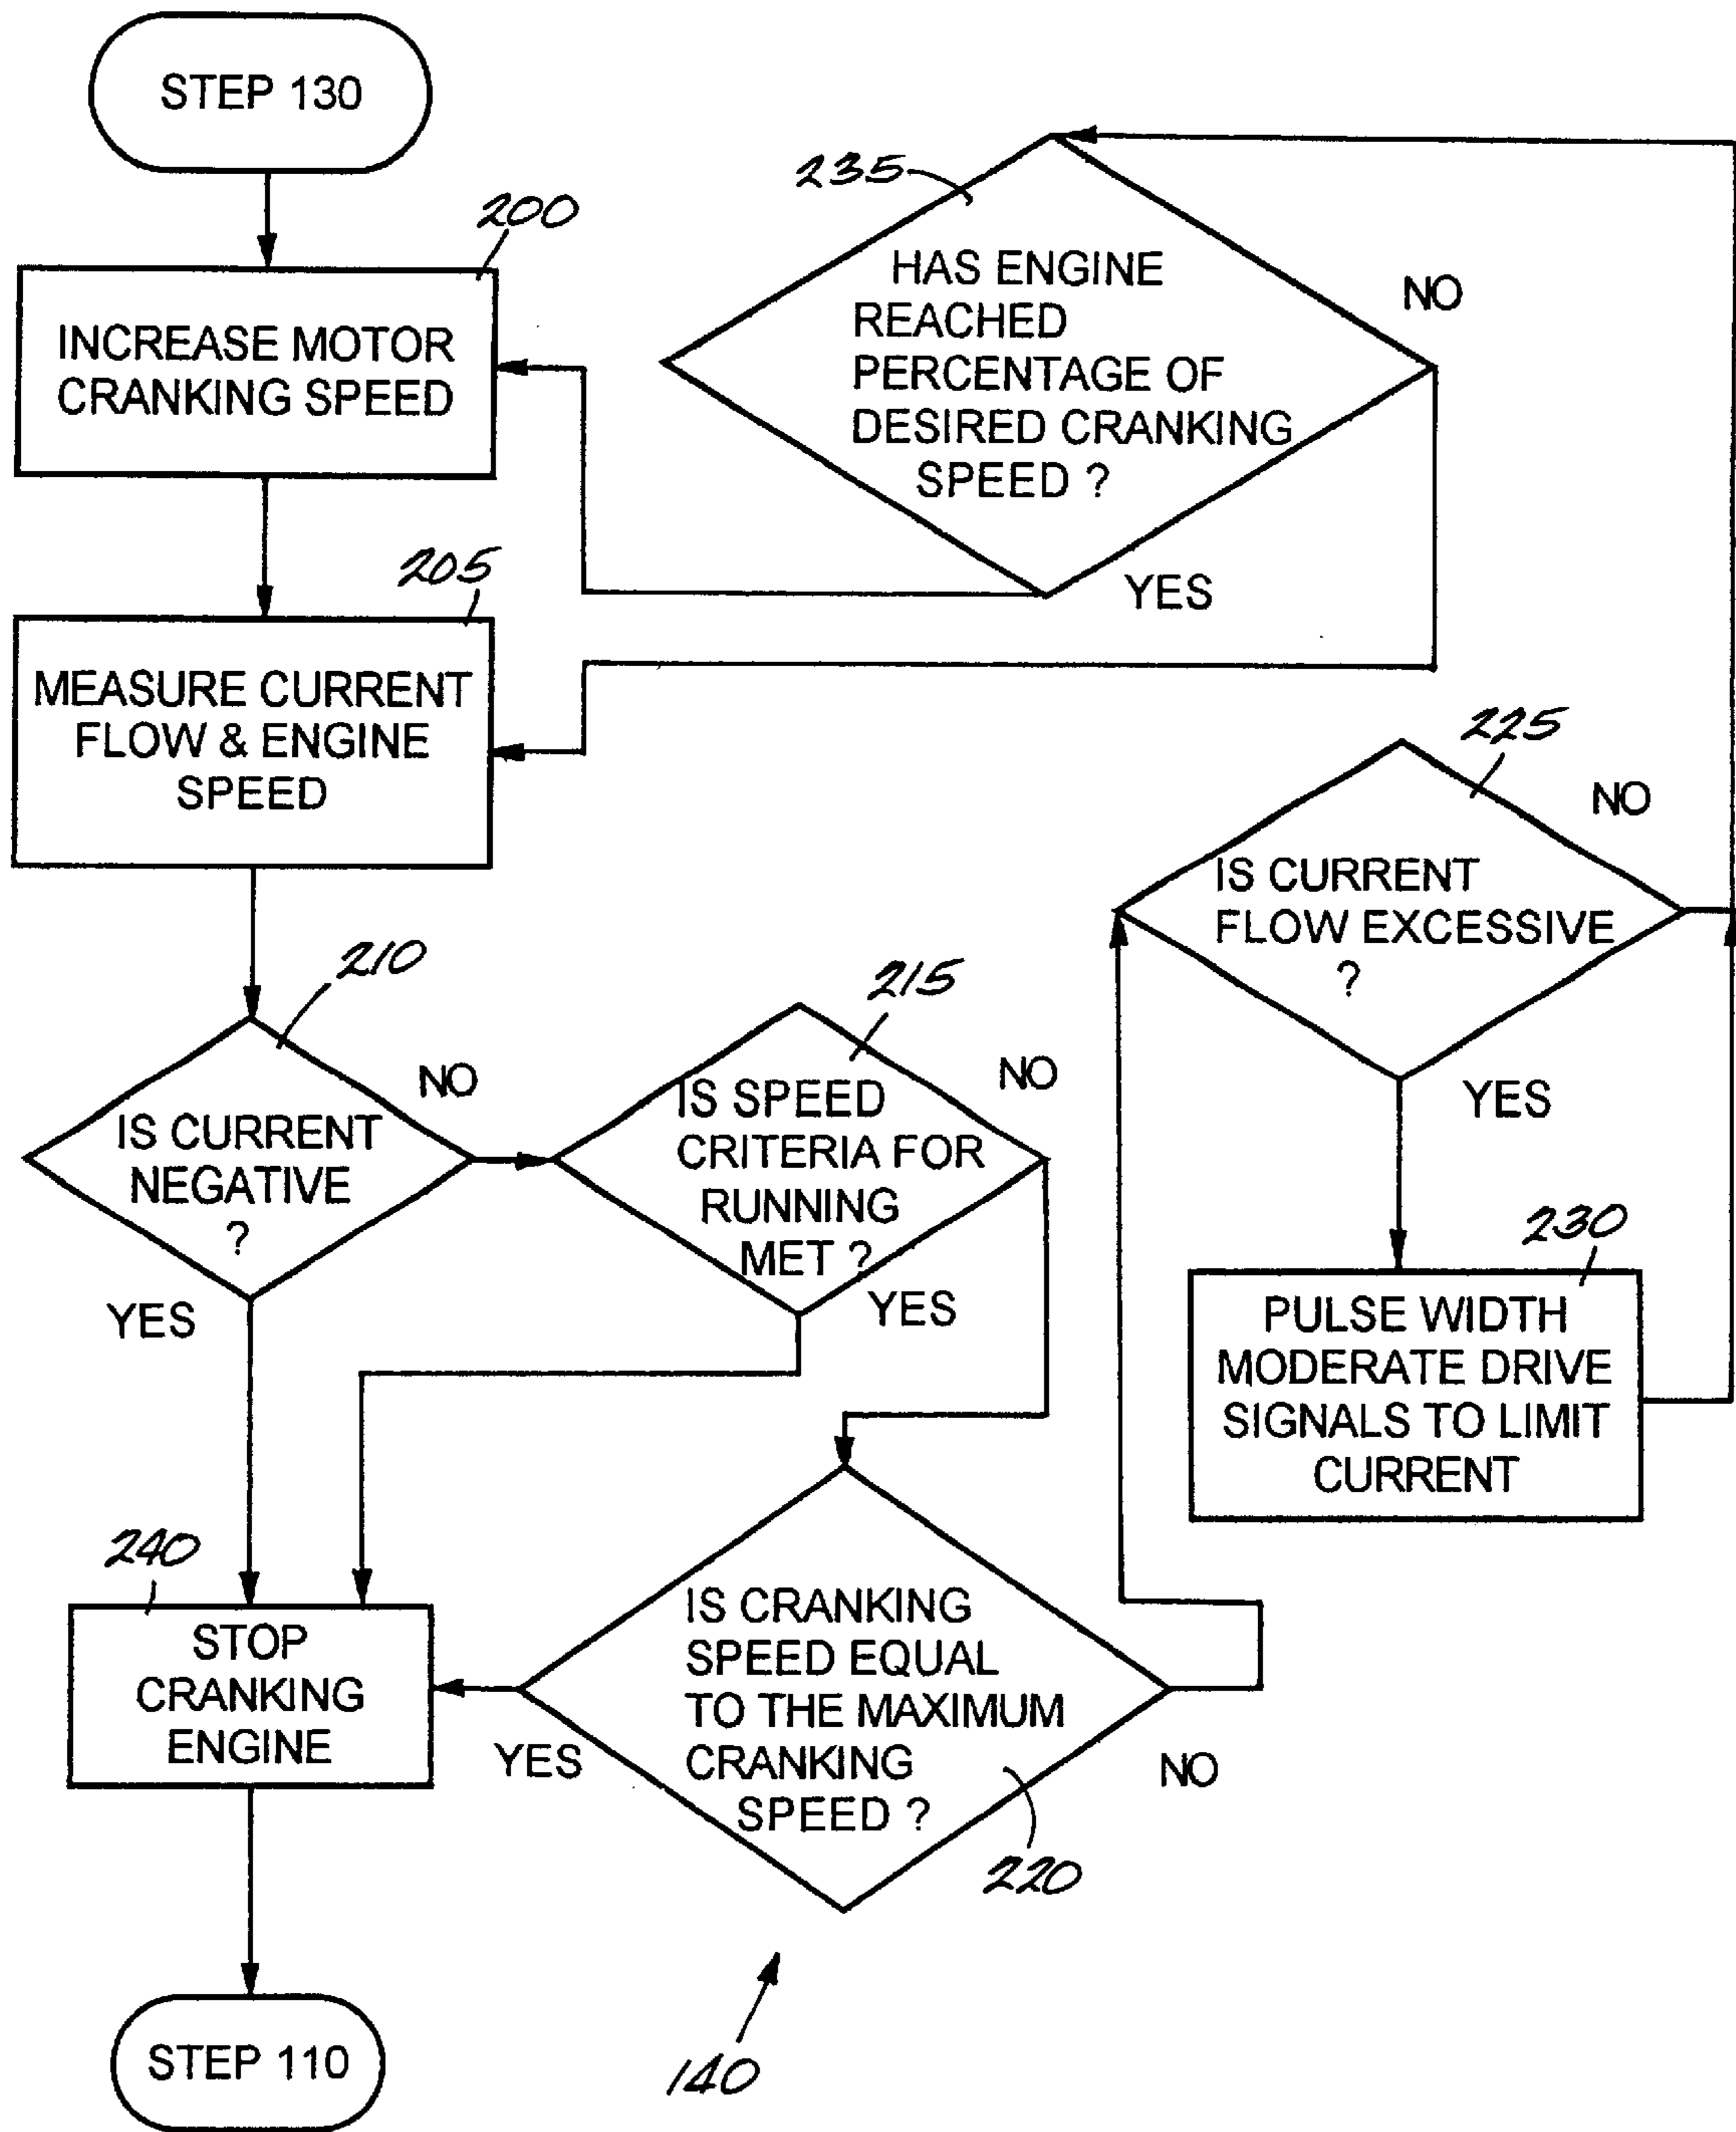 STEP 130
200
INCREASE MOTOR
CRANKING SPEED
235
HAS ENGINE
REACHED
PERCENTAGE OF
DESIRED CRANKING
SPEED ?
NO
YES
205
MEASURE CURRENT
FLOW & ENGINE
SPEED
225
IS CURRENT
FLOW EXCESSIVE
?
NO
YES
210
IS CURRENT
NEGATIVE
?
NO
YES
215
IS SPEED
CRITERIA FOR
RUNNING
MET ?
NO
YES
230
PULSE WIDTH
MODERATE DRIVE
SIGNALS TO LIMIT
CURRENT
240
STOP
CRANKING
ENGINE
IS CRANKING
SPEED EQUAL
TO THE MAXIMUM
CRANKING
SPEED ?
YES
NO
220
STEP 110
140